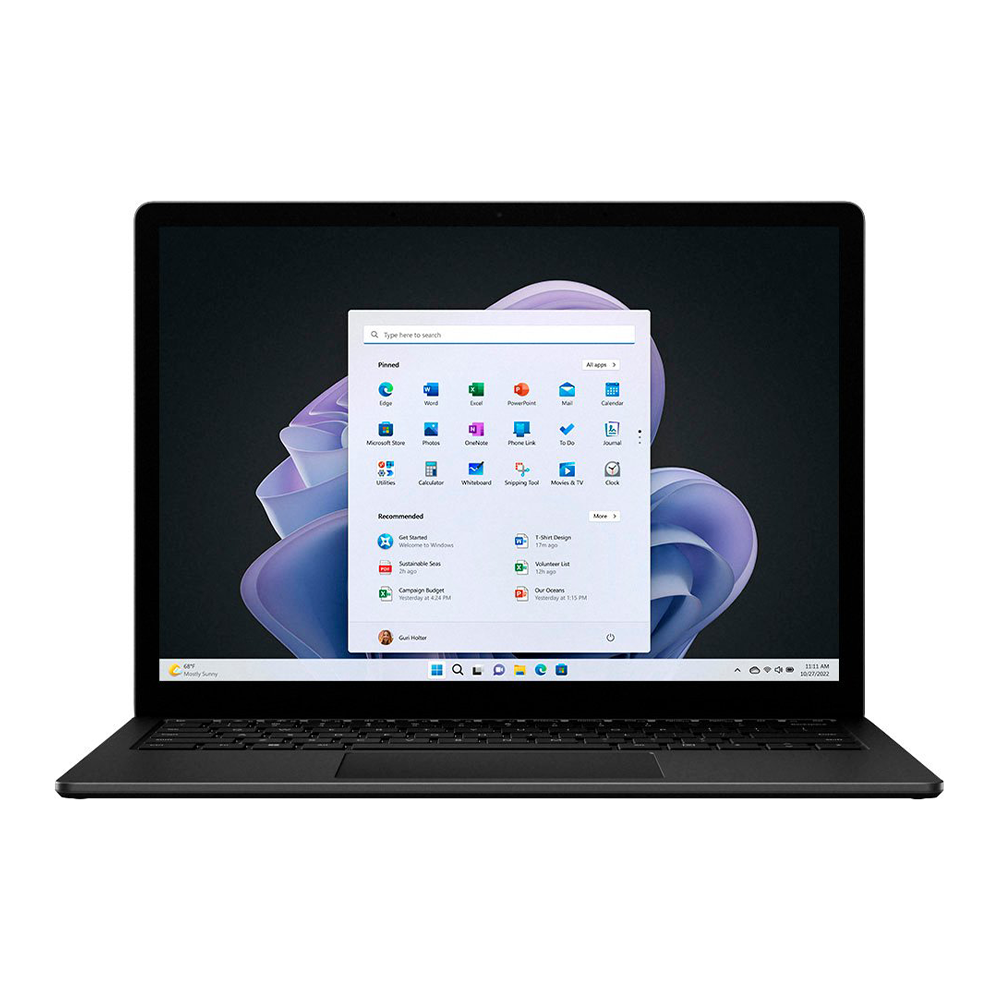 Type here to search
Pinned
All apps >
Edge
Word
Excel
PowerPoint
Mail
Calendar
Microsoft Store
Photos
OneNote
Phone Link
To Do
Journal
Utilities
Calculator
Whiteboard
Snipping Tool
Movies & TV
Clock
Recommended
More >
Get Started
Welcome to Windows
T-Shirt Design
17m ago
Sustainable Seas
2h ago
Volunteer List
12h ago
Campaign Budget
Yesterday at 4:24 PM
Our Oceans
Yesterday at 1:15 PM
Guri Holter
68°F
Mostly Sunny
11:11 AM
10/27/2022